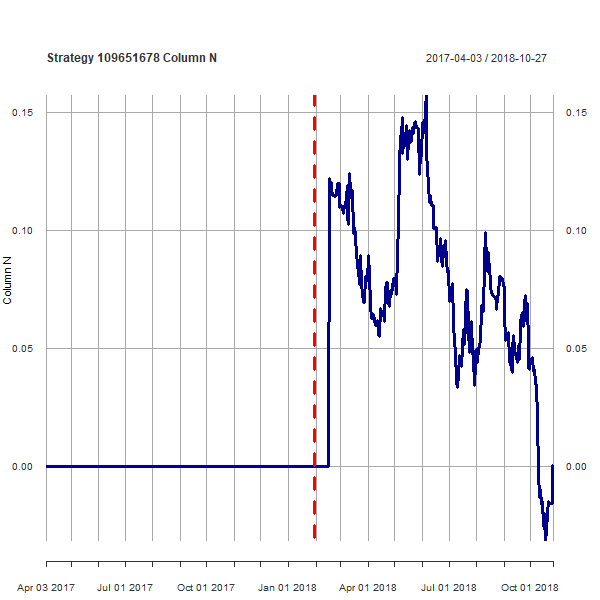 Strategy 109651678 Column N
2017-04-03 / 2018-10-27
0.15
0.15
0.10
0.10
Column N
0.05
0.05
0.00
0.00
Apr 03 2017
Jul 01 2017
Oct 01 2017
Jan 01 2018
Apr 01 2018
Jul 01 2018
Oct 01 2018